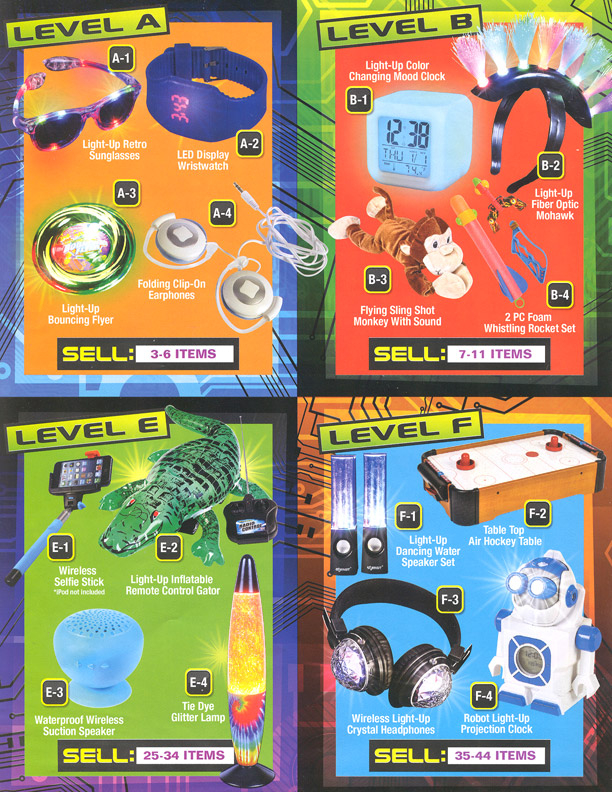 LEVEL A
A-1
Light-Up Retro
Sunglasses
A-2
LED Display
Wristwatch
A-3
Light-Up
Bouncing Flyer
A-4
Folding Clip-On
Earphones
SELL: 3-6 ITEMS
LEVEL B
Light-Up Color
Changing Mood Clock
B-1
12 38
THU 7/1
B-2
Light-Up
Fiber Optic
Mohawk
B-3
Flying Sling Shot
Monkey With Sound
B-4
2 PC Foam
Whistling Rocket Set
SELL: 7-11 ITEMS
LEVEL E
E-1
Wireless
Selfie Stick
*iPod not included
E-2
Light-Up Inflatable
Remote Control Gator
RADIO CONTROL
E-3
Waterproof Wireless
Suction Speaker
E-4
Tie Dye
Glitter Lamp
SELL: 25-34 ITEMS
LEVEL F
F-1
Light-Up
Dancing Water
Speaker Set
F-2
Table Top
Air Hockey Table
F-3
Wireless Light-Up
Crystal Headphones
F-4
Robot Light-Up
Projection Clock
SELL: 35-44 ITEMS